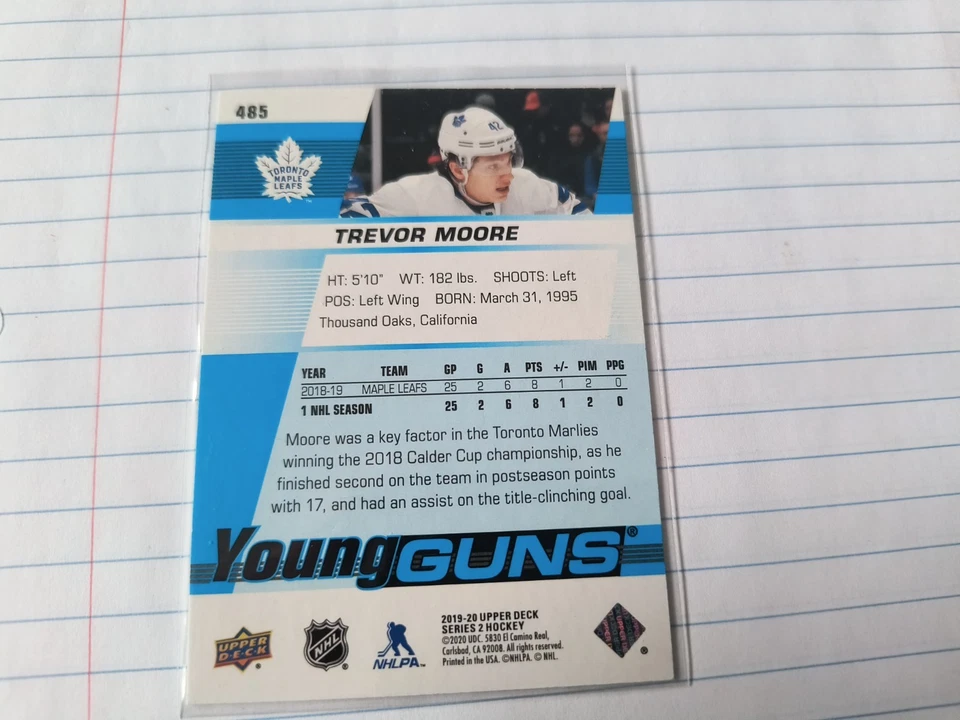 485
TORONTO
MAPLE
LEAFS
42
TREVOR MOORE
HT: 5'10" WT: 182 lbs. SHOOTS: Left
POS: Left Wing BORN: March 31, 1995
Thousand Oaks, California
YEAR TEAM GP G A PTS +/- PIM PPG
2018-19 MAPLE LEAFS 25 2 6 8 1 2 0
1 NHL SEASON 25 2 6 8 1 2 0
Moore was a key factor in the Toronto Marlies
winning the 2018 Calder Cup championship, as he
finished second on the team in postseason points
with 17, and had an assist on the title-clinching goal.
Young GUNS®
UPPER
DECK ®
NHL ®
NHLPA™
2019-20 UPPER DECK
SERIES 2 HOCKEY
©2020 UDC. 5830 El Camino Real,
Carlsbad, CA 92008. All rights reserved.
Printed in the USA. ©NHLPA. © NHL.
®